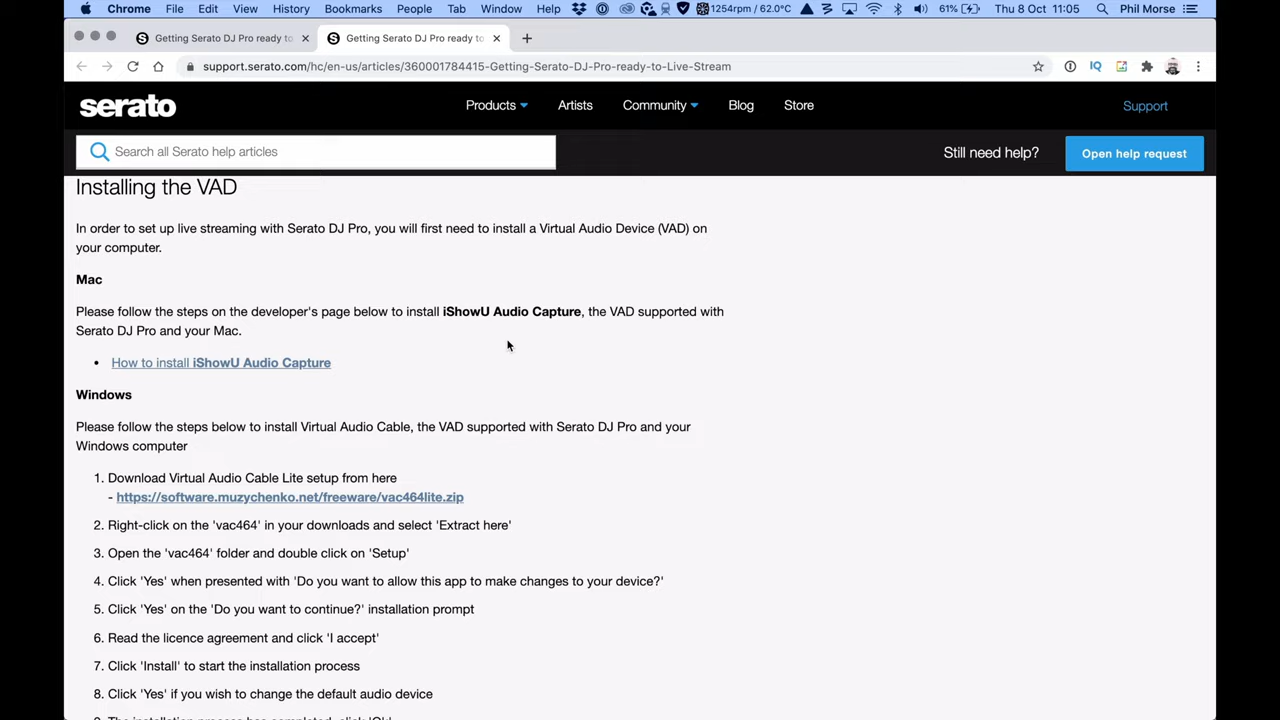 Chrome File Edit View History Bookmarks People Tab Window Help 1254rpm / 62.0°C 61% Thu 8 Oct 11:05 Phil Morse
Getting Serato DJ Pro ready to Getting Serato DJ Pro ready to
support.serato.com/hc/en-us/articles/360001784415-Getting-Serato-DJ-Pro-ready-to-Live-Stream IQ
serato Products Artists Community Blog Store Support
Search all Serato help articles Still need help? Open help request
Installing the VAD
In order to set up live streaming with Serato DJ Pro, you will first need to install a Virtual Audio Device (VAD) on
your computer.
Mac
Please follow the steps on the developer's page below to install iShowU Audio Capture, the VAD supported with
Serato DJ Pro and your Mac.
• How to install iShowU Audio Capture
Windows
Please follow the steps below to install Virtual Audio Cable, the VAD supported with Serato DJ Pro and your
Windows computer
1. Download Virtual Audio Cable Lite setup from here
- https://software.muzychenko.net/freeware/vac464lite.zip
2. Right-click on the 'vac464' in your downloads and select 'Extract here'
3. Open the 'vac464' folder and double click on 'Setup'
4. Click 'Yes' when presented with 'Do you want to allow this app to make changes to your device?'
5. Click 'Yes' on the 'Do you want to continue?' installation prompt
6. Read the licence agreement and click 'I accept'
7. Click 'Install' to start the installation process
8. Click 'Yes' if you wish to change the default audio device
9. The installation process has completed, click 'Ok'